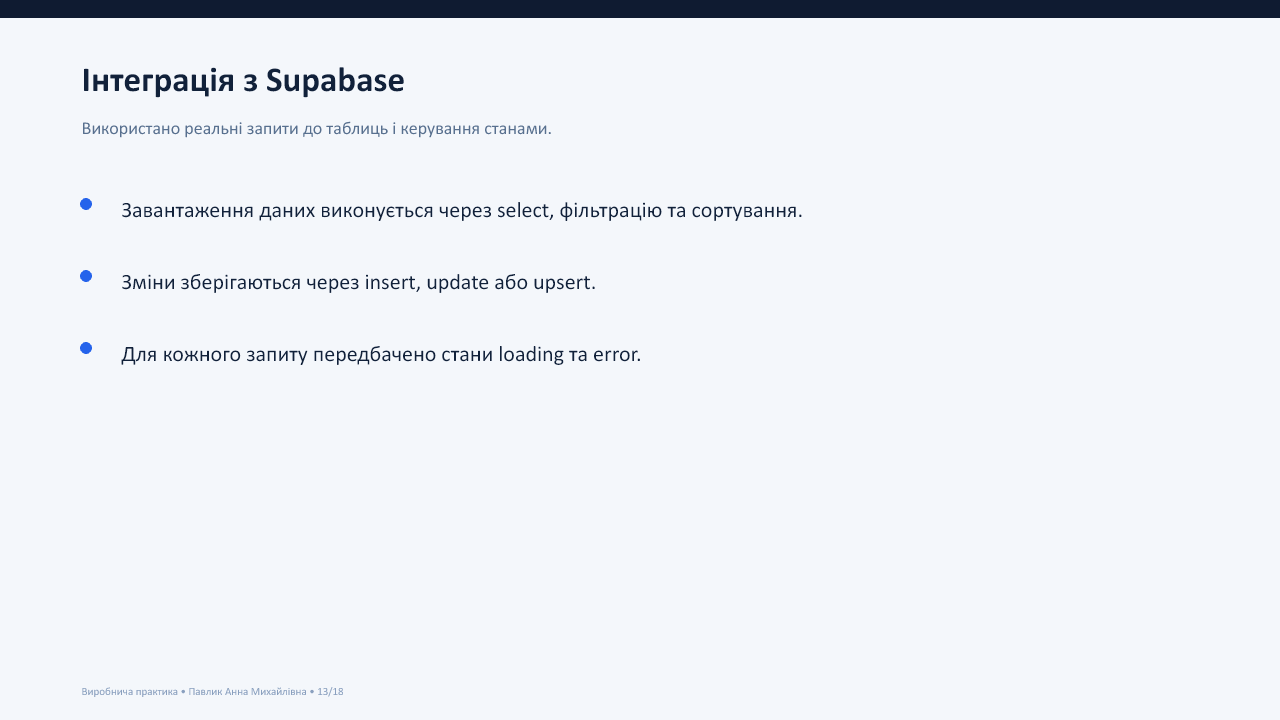 Інтеграція з Supabase
Використано реальні запити до таблиць і керування станами.
Завантаження даних виконується через select, фільтрацію та сортування.
Зміни зберігаються через insert, update або upsert.
Для кожного запиту передбачено стани loading та error.
Виробнича практика • Павлик Анна Михайлівна • 13/18